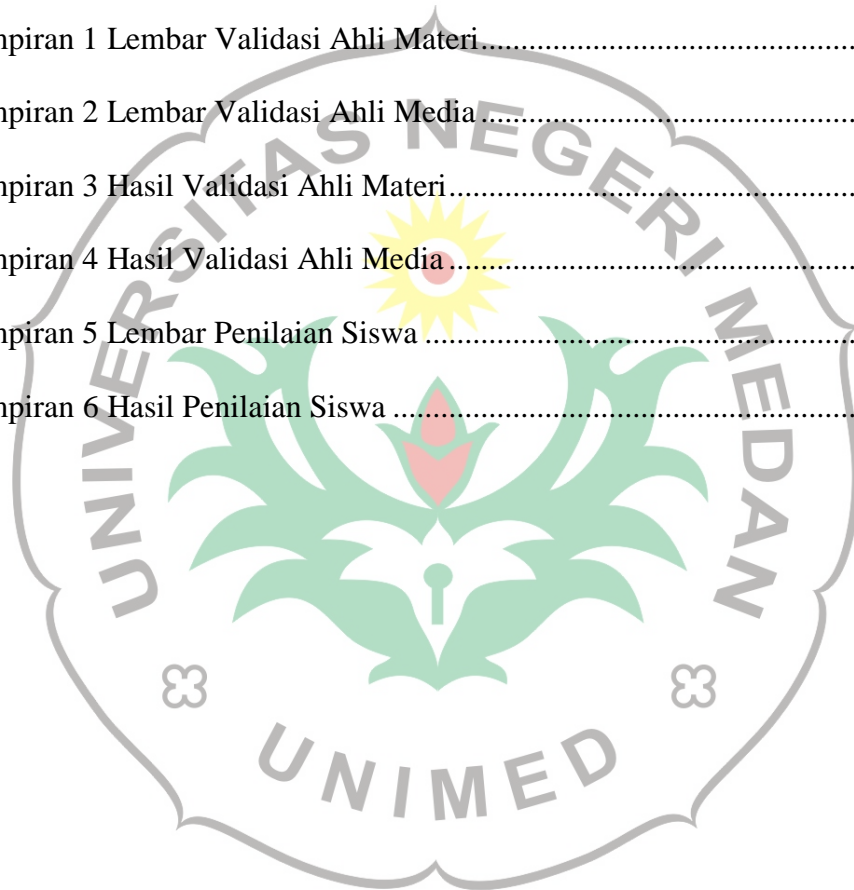 mpiran 1 Lembar Validasi Ahli Materi..........................................................
mpiran 2 Lembar Validasi Ahli Media..........................................................
mpiran 3 Hasil Validasi Ahli Materi..............................................................
mpiran 4 Hasil Validasi Ahli Media..............................................................
mpiran 5 Lembar Penilaian Siswa.................................................................
mpiran 6 Hasil Penilaian Siswa.....................................................................
UNIVERSITAS NEGERI MEDAN
UNIMED